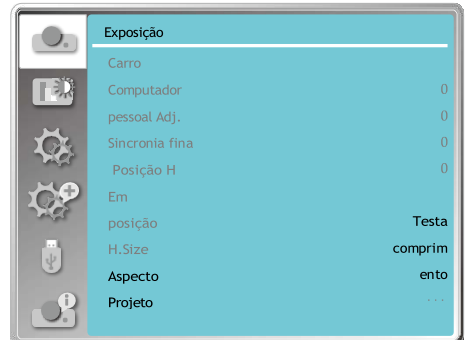 Exposição
Carro
Computador 0
pessoal Adj. 0
Sincronia fina 0
Posição H 0
Em
posição Testa
H.Size comprim
Aspecto ento
Projeto ...